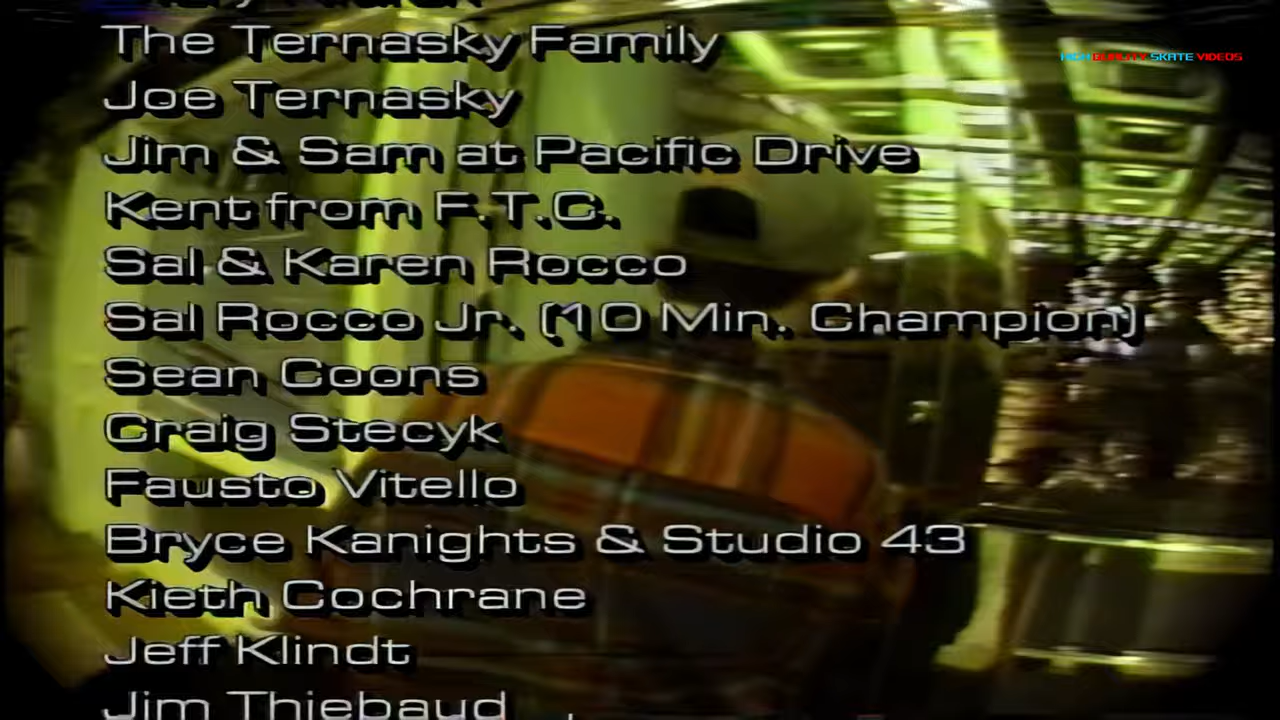 HIGH QUALITY SKATE VIDEOS
The Ternasky Family
Joe Ternasky
Jim & Sam at Pacific Drive
Kent from F.T.C.
Sal & Karen Rocco
Sal Rocco Jr. (10 Min. Champion)
Sean Coons
Craig Stecyk
Fausto Vitello
Bryce Kanights & Studio 43
Kieth Cochrane
Jeff Klindt
Jim Thiebaud